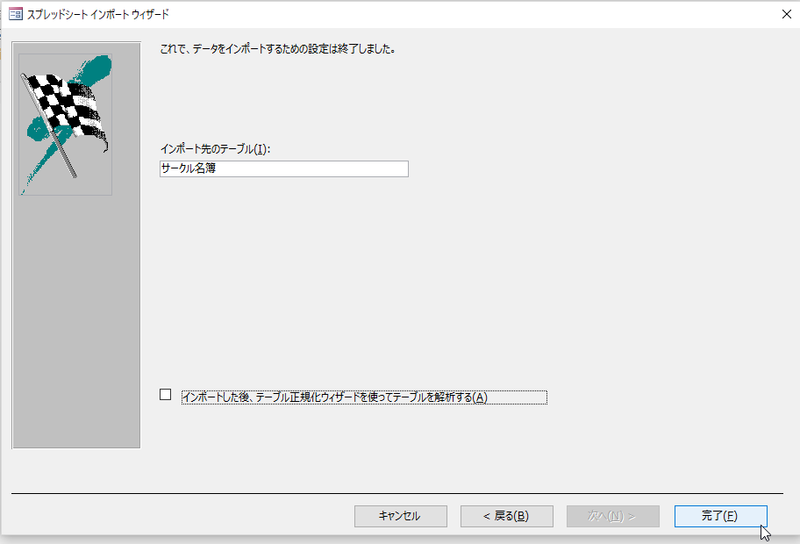 スプレッドシート インポート ウィザード
これで、データをインポートするための設定は終了しました。
インポート先のテーブル(I):
サークル名簿
インポートした後、テーブル正規化ウィザードを使ってテーブルを解析する(A)
キャンセル
< 戻る(B)
次へ(N) >
完了(F)